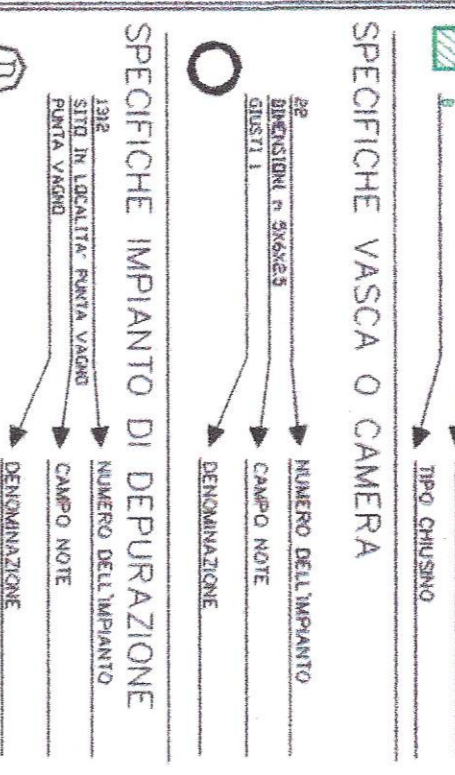 TIPO CHIUSINO
SPECIFICHE VASCA O CAMERA
22
DIMENSIONI m 5X6X2.5
GIUSTI 1
NUMERO DELL'IMPIANTO
CAMPO NOTE
DENOMINAZIONE
SPECIFICHE IMPIANTO DI DEPURAZIONE
1312
SITO IN LOCALITA' PUNTA VAGNO
PUNTA VAGNO
NUMERO DELL'IMPIANTO
CAMPO NOTE
DENOMINAZIONE